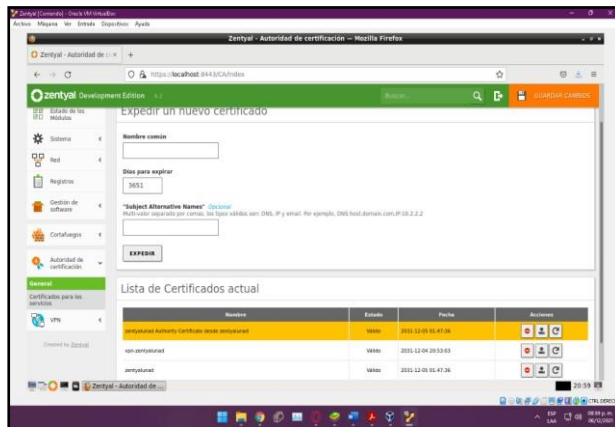 Zentyal [Corriendo] - Oracle VM VirtualBox
Archivo Máquina Ver Entrada Dispositivos Ayuda
Zentyal - Autoridad de certificación — Mozilla Firefox
Zentyal - Autoridad de
https://localhost:8443/CA/Index
zentyal Development Edition
Buscar...
GUARDAR CAMBIOS
Estado de los Módulos
Sistema
Red
Registros
Gestión de software
Cortafuegos
Autoridad de certificación
General
Certificados para los servicios
VPN
Created by Zentyal
Expedir un nuevo certificado
Nombre común
Días para expirar
3651
"Subject Alternative Names" Opcional
Multi-valor separado por comas, los tipos válidos son: DNS, IP y email. Por ejemplo, DNS:host.domain.com,IP:10.2.2.2
EXPEDIR
Lista de Certificados actual
Nombre Estado Fecha Acciones
zentyalunad Authority Certificate desde zentyalunad Válido 2031-12-05 01:47:36
vpn-zentyalunad Válido 2031-12-04 20:53:03
zentyalunad Válido 2031-12-05 01:47:36
Zentyal - Autoridad de ...
20:59
CTRL DERECHA
ESP
LAA
08:59 p. m.
06/12/2021